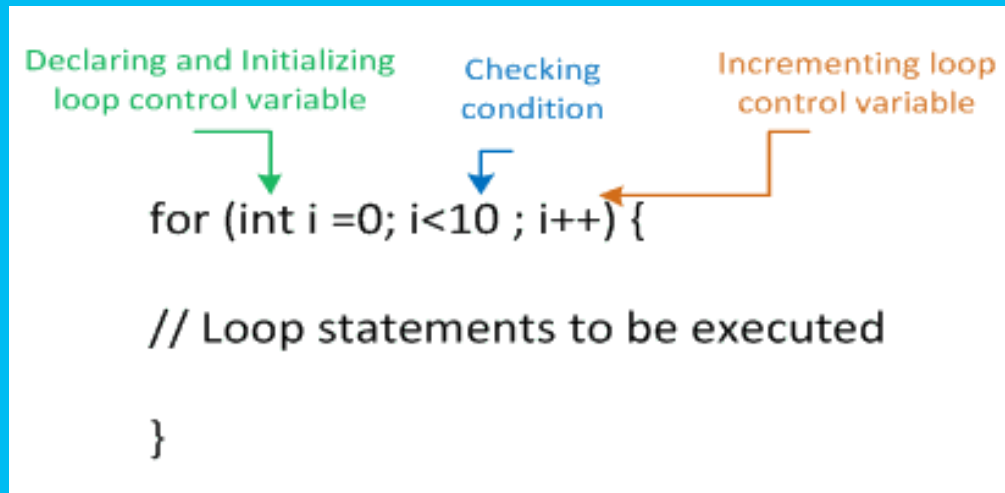 Declaring and Initializing
loop control variable
Checking
condition
Incrementing loop
control variable
for (int i =0; i<10 ; i++) {
// Loop statements to be executed
}